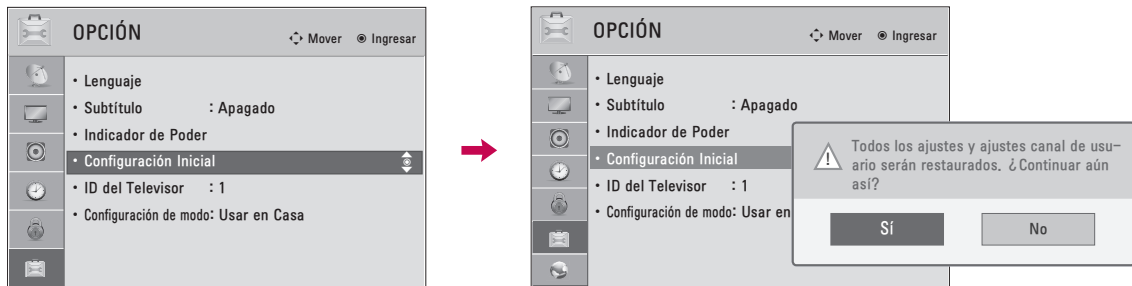 OPCIÓN
Mover Ingresar
• Lenguaje
• Subtítulo : Apagado
• Indicador de Poder
• Configuración Inicial
• ID del Televisor : 1
• Configuración de modo: Usar en Casa
OPCIÓN
Mover Ingresar
• Lenguaje
• Subtítulo : Apagado
• Indicador de Poder
• Configuración Inicial
• ID del Televisor : 1
• Configuración de modo: Usar en
Todos los ajustes y ajustes canal de usu-
ario serán restaurados. ¿Continuar aún
así?
Sí No